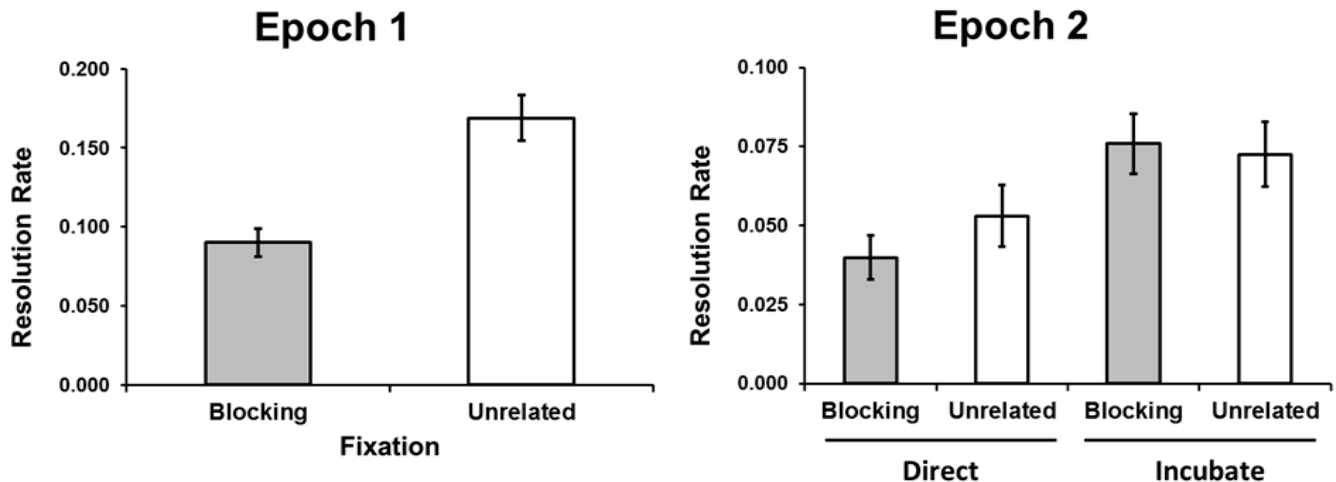 Epoch 1
Resolution Rate
0.200
0.150
0.100
0.050
0.000
Blocking Unrelated
Fixation
Epoch 2
Resolution Rate
0.100
0.075
0.050
0.025
0.000
Blocking Unrelated Blocking Unrelated
Direct Incubate